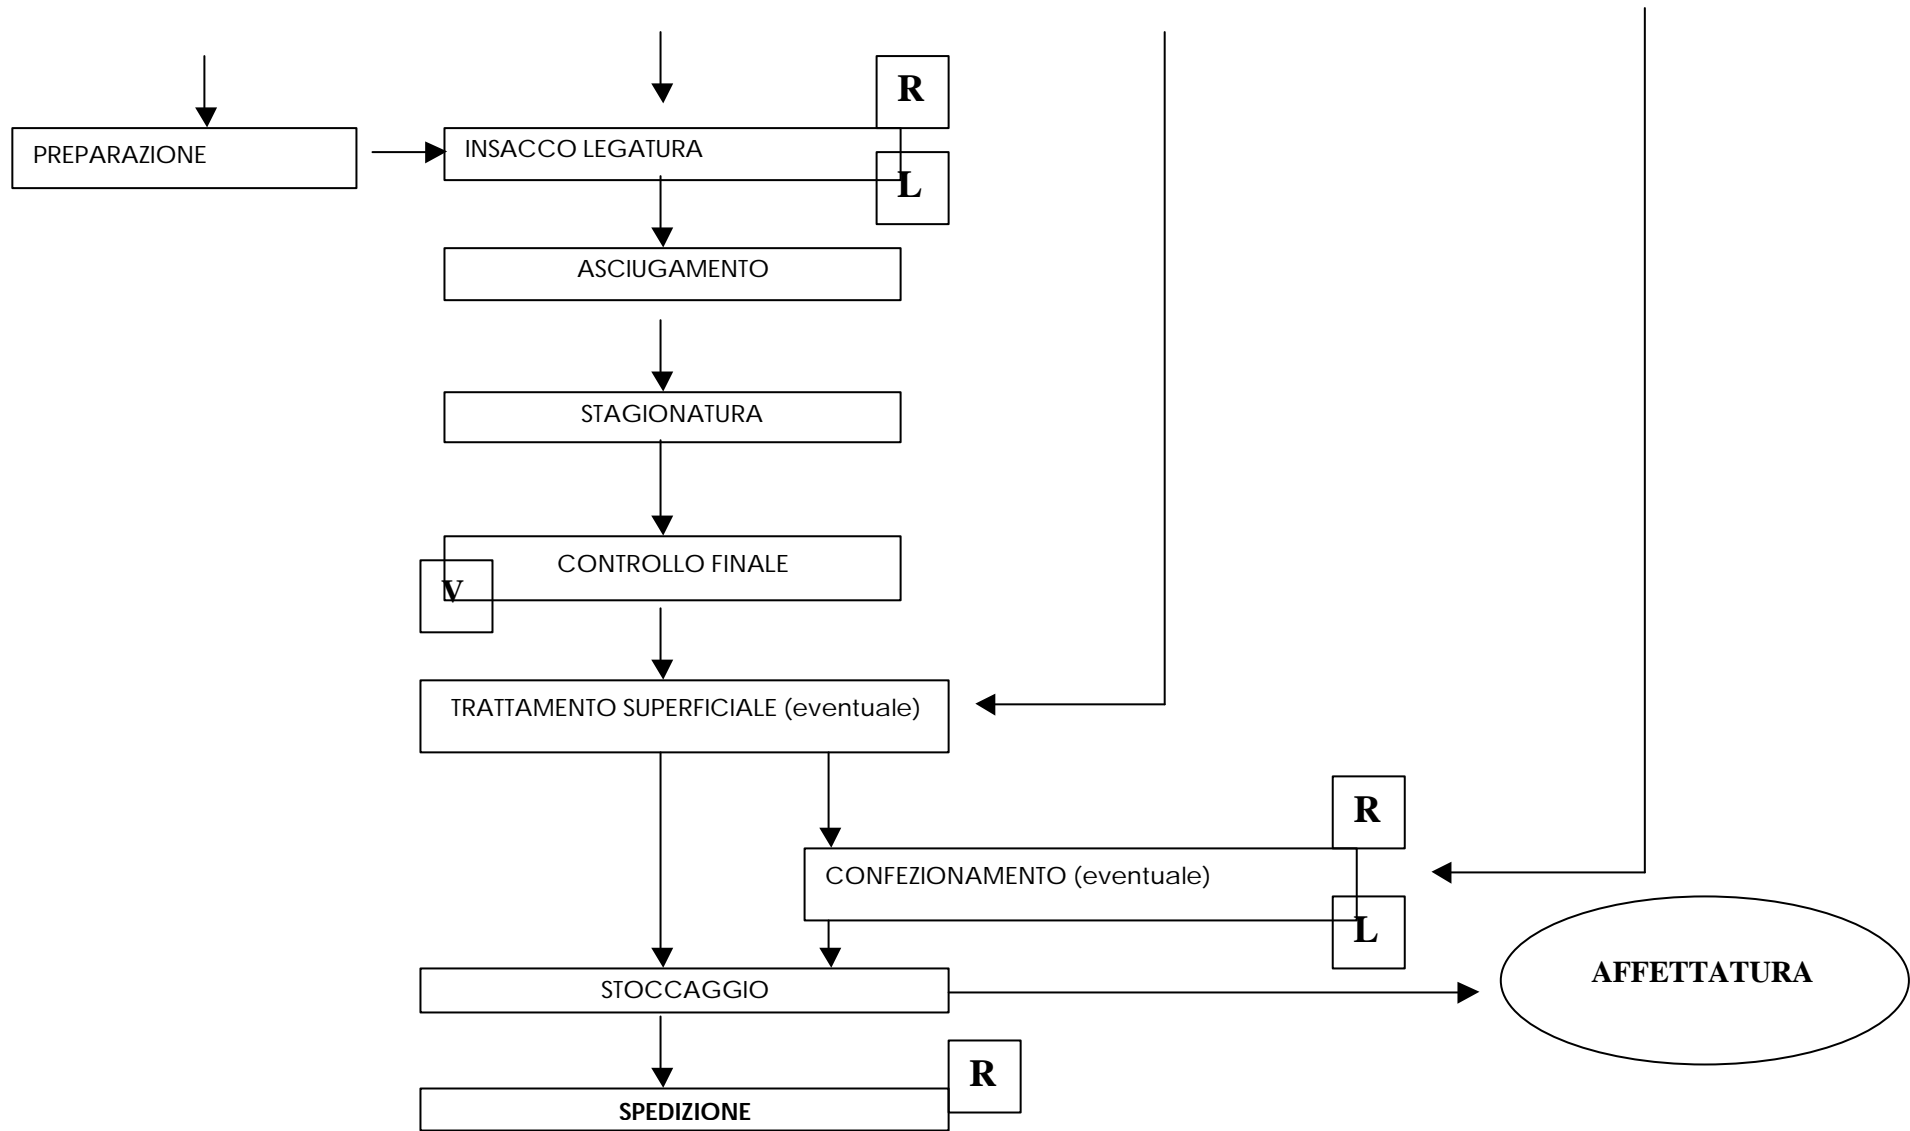 R
PREPARAZIONE
INSACCO LEGATURA
L
ASCIUGAMENTO
STAGIONATURA
CONTROLLO FINALE
V
TRATTAMENTO SUPERFICIALE (eventuale)
R
CONFEZIONAMENTO (eventuale)
L
AFFETTATURA
STOCCAGGIO
R
SPEDIZIONE